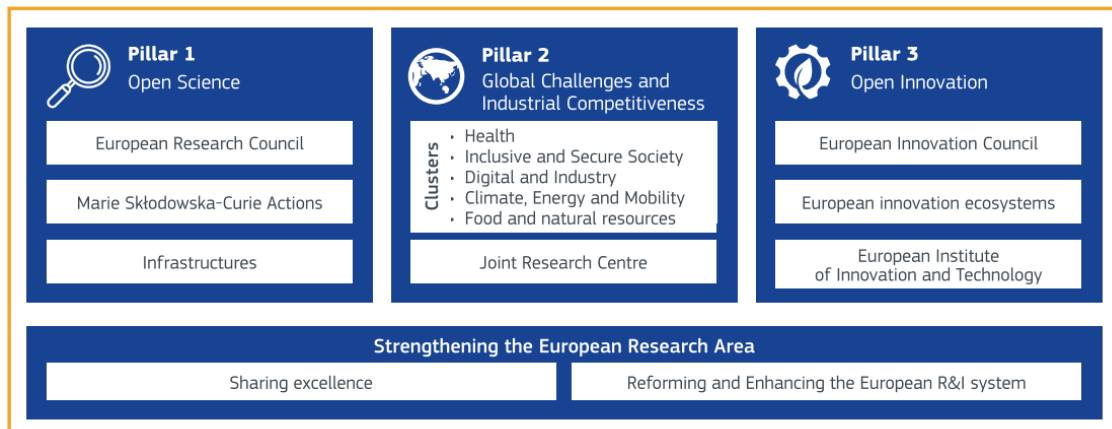 Pillar 1
Open Science
European Research Council
Marie Skłodowska-Curie Actions
Infrastructures
Pillar 2
Global Challenges and
Industrial Competitiveness
Clusters
· Health
· Inclusive and Secure Society
· Digital and Industry
· Climate, Energy and Mobility
· Food and natural resources
Joint Research Centre
Pillar 3
Open Innovation
European Innovation Council
European innovation ecosystems
European Institute
of Innovation and Technology
Strengthening the European Research Area
Sharing excellence
Reforming and Enhancing the European R&I system